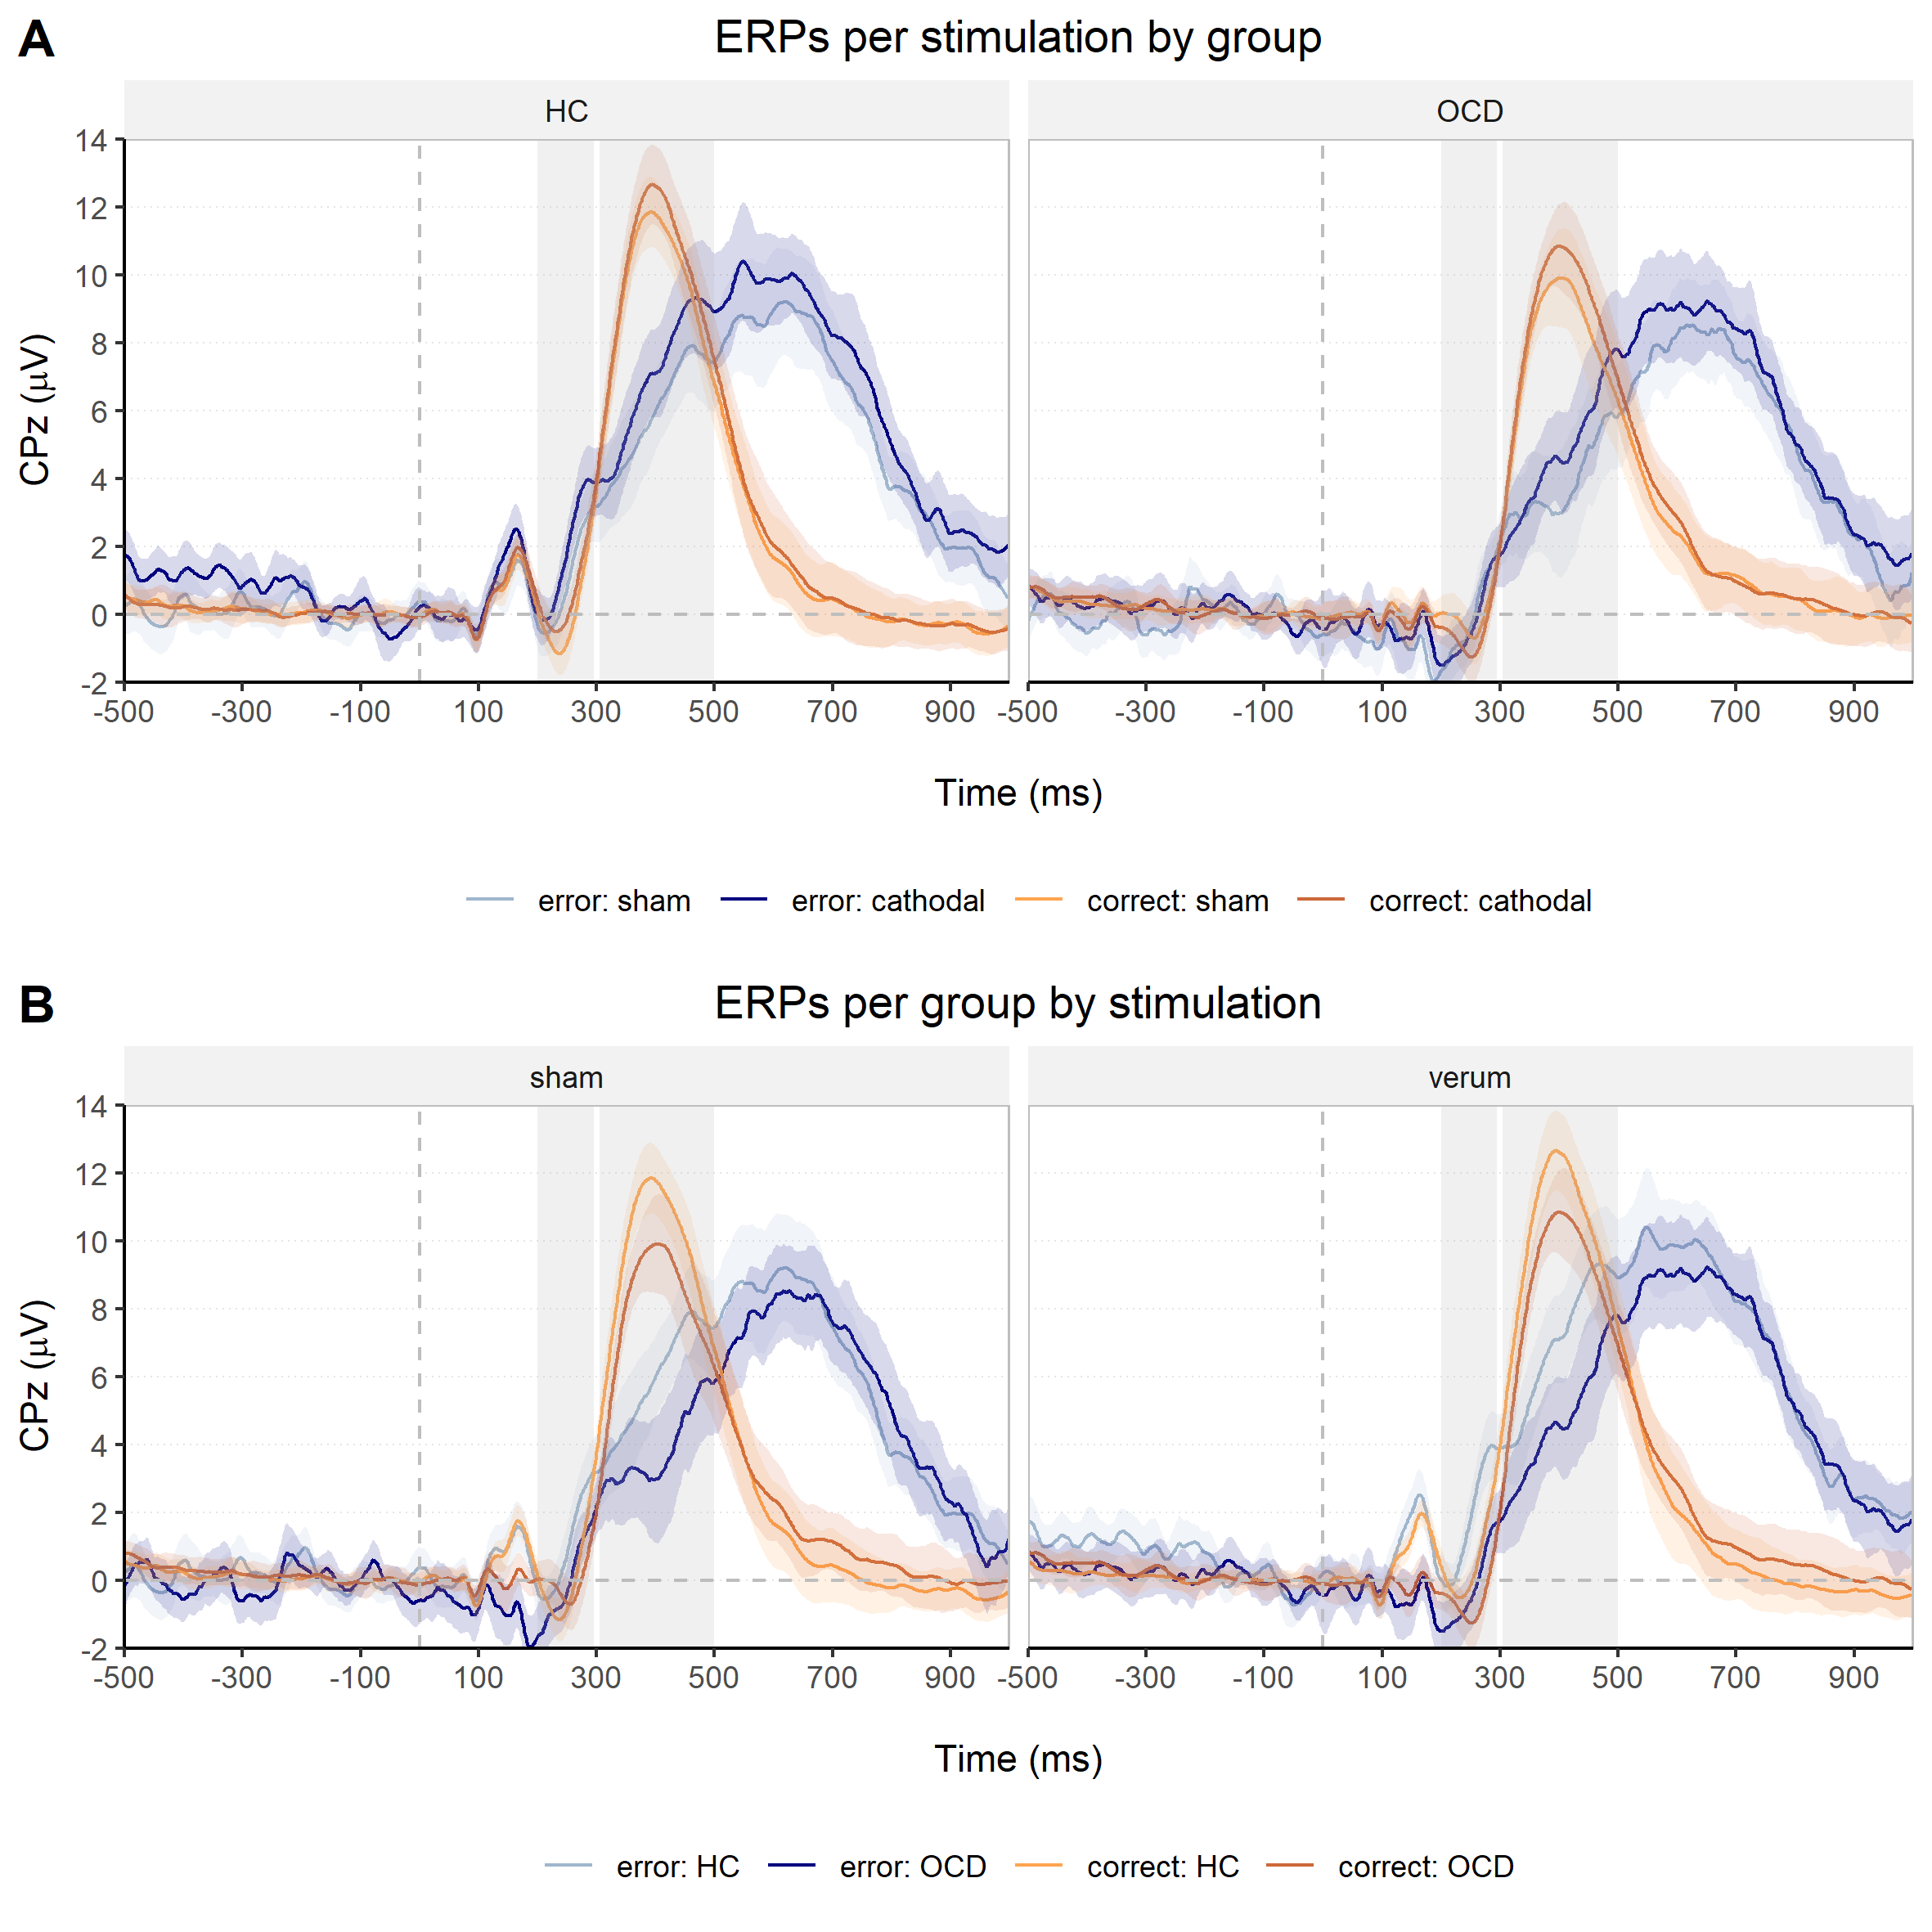 A
ERPs per stimulation by group
HC
OCD
14
12
10
8
6
4
2
0
-2
CPz (μV)
-500 -300 -100 100 300 500 700 900 -500 -300 -100 100 300 500 700 900
Time (ms)
error: sham error: cathodal correct: sham correct: cathodal
B
ERPs per group by stimulation
sham
verum
14
12
10
8
6
4
2
0
-2
CPz (μV)
-500 -300 -100 100 300 500 700 900 -500 -300 -100 100 300 500 700 900
Time (ms)
error: HC error: OCD correct: HC correct: OCD